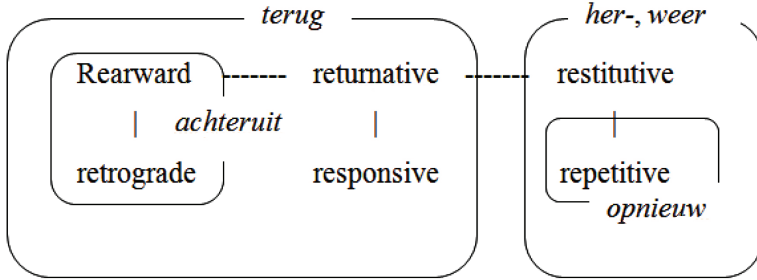 terug her-, weer
Rearward ------- returnative ------- restitutive
| achteruit | |
retrograde responsive repetitive
opnieuw